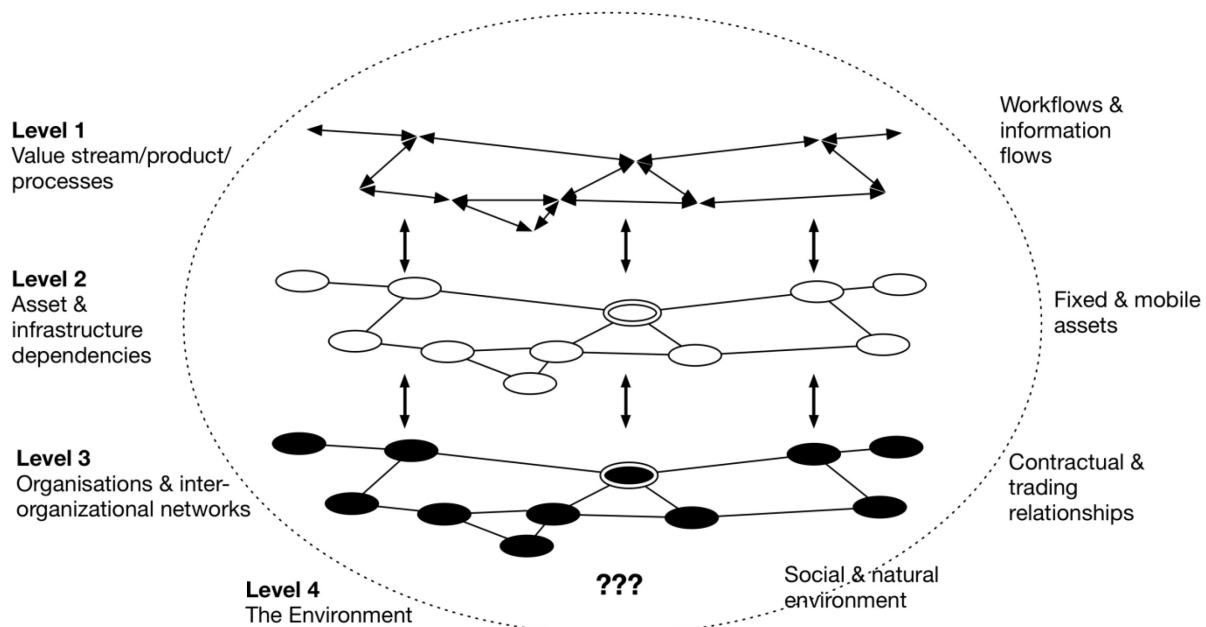 Level 1
Value stream/product/
processes
Workflows &
information
flows
Level 2
Asset &
infrastructure
dependencies
Fixed & mobile
assets
Level 3
Organisations & inter-
organizational networks
Contractual &
trading
relationships
Level 4
The Environment
???
Social & natural
environment